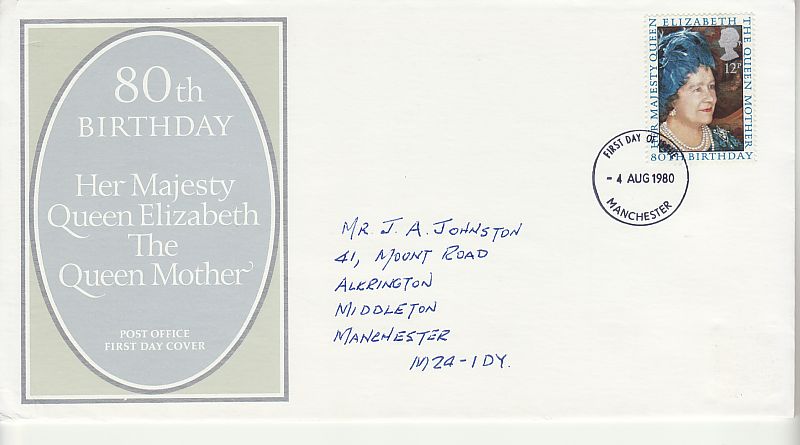 80th
BIRTHDAY
Her Majesty
Queen Elizabeth
The
Queen Mother
POST OFFICE
FIRST DAY COVER
HER MAJESTY QUEEN
ELIZABETH
THE QUEEN MOTHER
12P
80TH BIRTHDAY
FIRST DAY OF ISSUE
- 4 AUG 1980
MANCHESTER
MR. J. A. JOHNSTON
41, MOUNT ROAD
ALKRINGTON
MIDDLETON
MANCHESTER
M24-1DY.